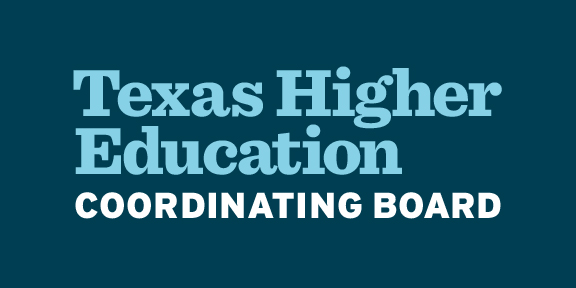 Texas Higher
Education
COORDINATING BOARD